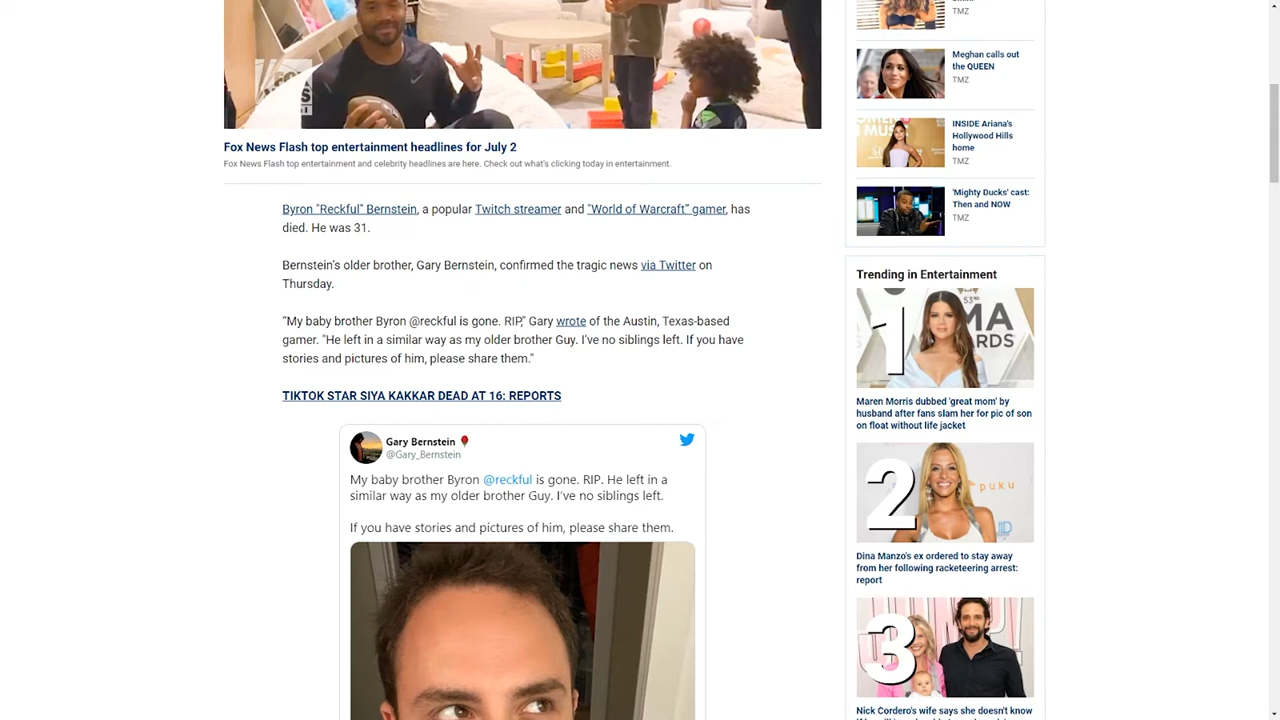 TMZ
Meghan calls out
the QUEEN
TMZ
INSIDE Ariana's
Hollywood Hills
home
TMZ
'Mighty Ducks' cast:
Then and NOW
TMZ
Fox News Flash top entertainment headlines for July 2
Fox News Flash top entertainment and celebrity headlines are here. Check out what's clicking today in entertainment.
Byron "Reckful" Bernstein, a popular Twitch streamer and "World of Warcraft" gamer, has
died. He was 31.
Bernstein's older brother, Gary Bernstein, confirmed the tragic news via Twitter on
Thursday.
"My baby brother Byron @reckful is gone. RIP," Gary wrote of the Austin, Texas-based
gamer. "He left in a similar way as my older brother Guy. I've no siblings left. If you have
stories and pictures of him, please share them."
TIKTOK STAR SIYA KAKKAR DEAD AT 16: REPORTS
Gary Bernstein
@Gary_Bernstein
My baby brother Byron @reckful is gone. RIP. He left in a
similar way as my older brother Guy. I've no siblings left.
If you have stories and pictures of him, please share them.
Trending in Entertainment
1
53RD
MA
ARDS
Maren Morris dubbed 'great mom' by
husband after fans slam her for pic of son
on float without life jacket
2
puku
Dina Manzo's ex ordered to stay away
from her following racketeering arrest:
report
3
Nick Cordero's wife says she doesn't know